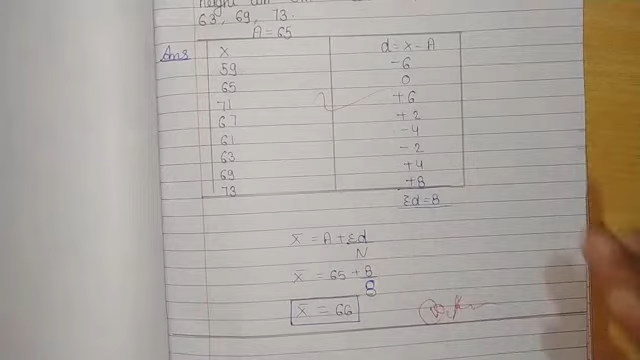 Height
63, 69, 73.
A = 65
Ans
X d = X - A
59 -6
65 0
71 +6
67 +2
61 -4
63 -2
69 +4
73 +8
Σd = 8
x̄ = A + Σd/N
x̄ = 65 + 8/8
x̄ = 66